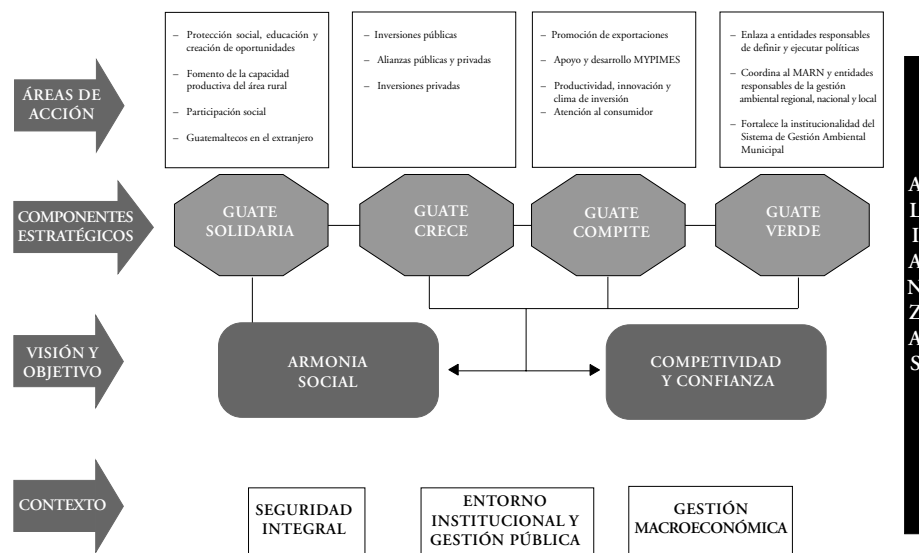 ÁREAS DE
ACCIÓN
– Protección social, educación y
creación de oportunidades
– Fomento de la capacidad
productiva del área rural
– Participación social
– Guatemaltecos en el extranjero
– Inversiones públicas
– Alianzas públicas y privadas
– Inversiones privadas
– Promoción de exportaciones
– Apoyo y desarrollo MYPIMES
– Productividad, innovación y
clima de inversión
– Atención al consumidor
– Enlaza a entidades responsables
de definir y ejecutar políticas
– Coordina al MARN y entidades
responsables de la gestión
ambiental regional, nacional y local
– Fortalece la institucionalidad del
Sistema de Gestión Ambiental
Municipal
COMPONENTES
ESTRATÉGICOS
GUATE
SOLIDARIA
GUATE
CRECE
GUATE
COMPITE
GUATE
VERDE
VISIÓN Y
OBJETIVO
ARMONIA
SOCIAL
COMPETIVIDAD
Y CONFIANZA
CONTEXTO
SEGURIDAD
INTEGRAL
ENTORNO
INSTITUCIONAL Y
GESTIÓN PÚBLICA
GESTIÓN
MACROECONÓMICA
A
L
I
A
N
Z
A
S